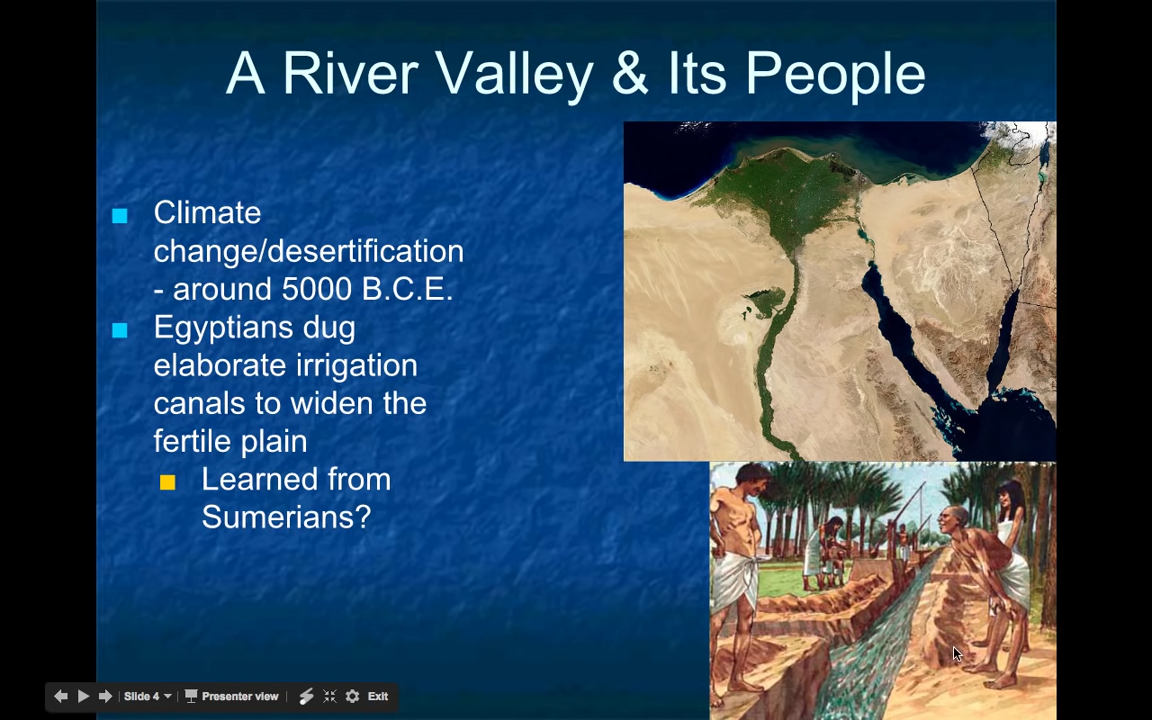 A River Valley & Its People
Climate
change/desertification
- around 5000 B.C.E.
Egyptians dug
elaborate irrigation
canals to widen the
fertile plain
Learned from
Sumerians?
Slide 4
Presenter view
Exit